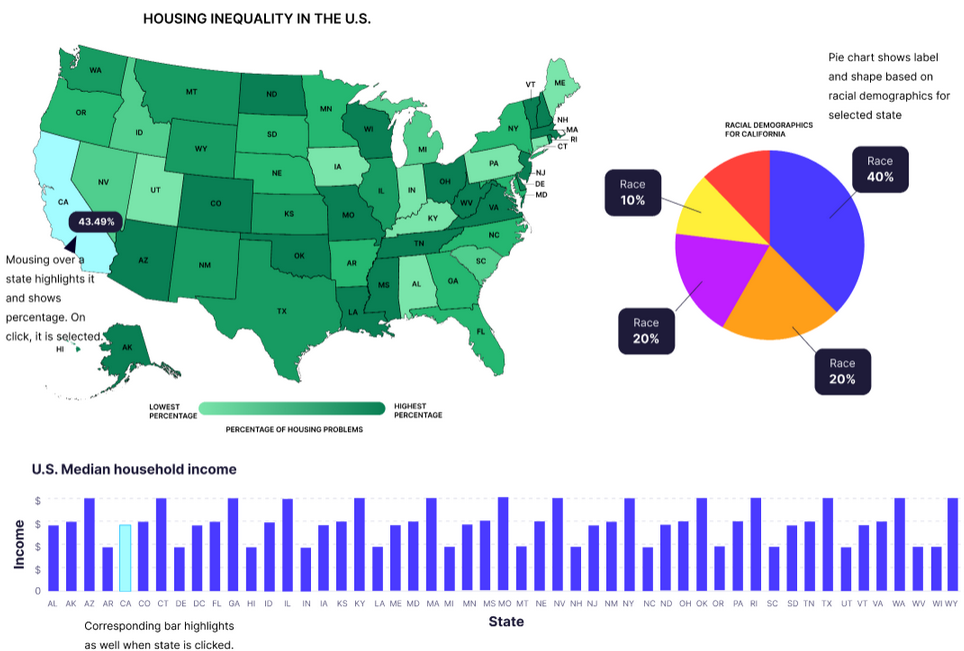 HOUSING INEQUALITY IN THE U.S.
WA
MT
ND
MN
OR
ID
WY
SD
WI
MI
NY
VT
ME
NH
MA
RI
CT
NV
UT
CO
NE
IA
IL
IN
OH
PA
NJ
DE
MD
CA
43.49%
KS
MO
KY
WV
VA
AZ
NM
OK
AR
TN
NC
SC
TX
LA
MS
AL
GA
FL
HI
AK
Mousing over a
state highlights it
and shows
percentage. On
click, it is selected.
LOWEST
PERCENTAGE
HIGHEST
PERCENTAGE
PERCENTAGE OF HOUSING PROBLEMS
Pie chart shows label
and shape based on
racial demographics for
selected state
RACIAL DEMOGRAPHICS
FOR CALIFORNIA
Race
40%
Race
10%
Race
20%
Race
20%
U.S. Median household income
Income
$
$
$
$
0
AL AK AZ AR CA CO CT DE DC FL GA HI ID IL IN IA KS KY LA ME MD MA MI MN MS MO MT NE NV NH NJ NM NY NC ND OH OK OR PA RI SC SD TN TX UT VT VA WA WV WI WY
State
Corresponding bar highlights
as well when state is clicked.